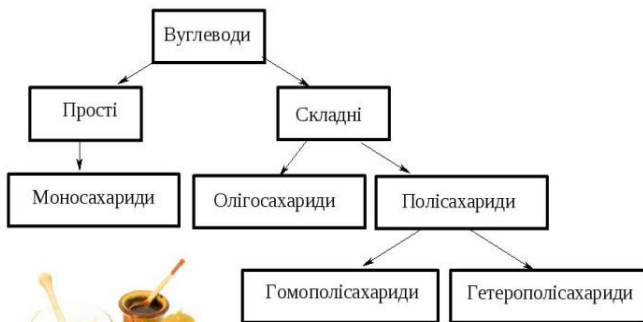 Вуглеводи
Прості
Складні
Моносахариди
Олігосахариди
Полісахариди
Гомополісахариди
Гетерополісахариди